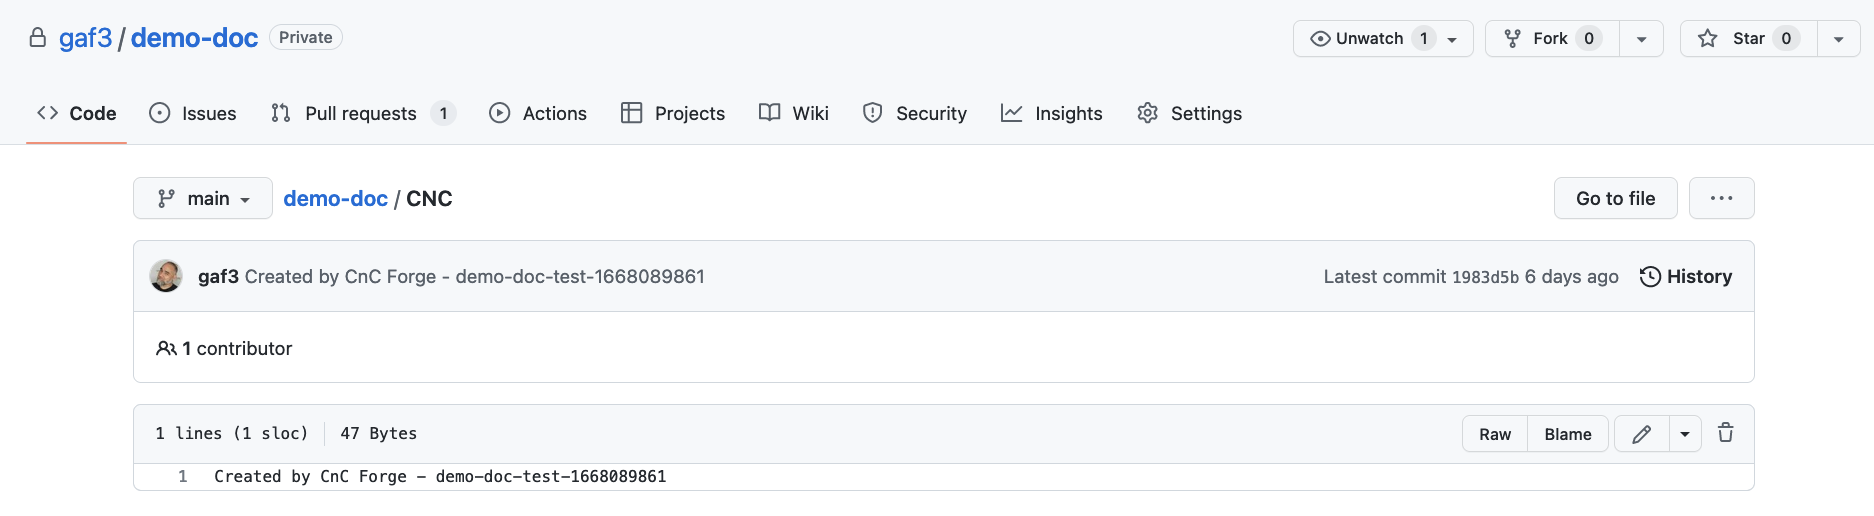 gaf3 / demo-doc Private Unwatch 1 Fork 0 Star 0
Code Issues Pull requests 1 Actions Projects Wiki Security Insights Settings
main demo-doc / CNC Go to file ...
gaf3 Created by CnC Forge - demo-doc-test-1668089861 Latest commit 1983d5b 6 days ago History
1 contributor
1 lines (1 sloc) 47 Bytes Raw Blame
1 Created by CnC Forge - demo-doc-test-1668089861